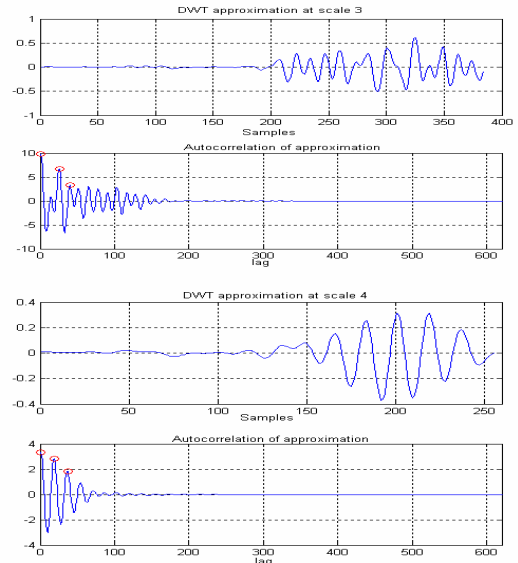 DWT approximation at scale 3
1
0.5
0
-0.5
-1
0 50 100 150 200 250 300 350 400
Samples
Autocorrelation of approximation
10
5
0
-5
-10
0 100 200 300 400 500 600
lag
DWT approximation at scale 4
0.4
0.2
0
-0.2
-0.4
0 50 100 150 200 250
Samples
Autocorrelation of approximation
4
2
0
-2
-4
0 100 200 300 400 500 600
lag